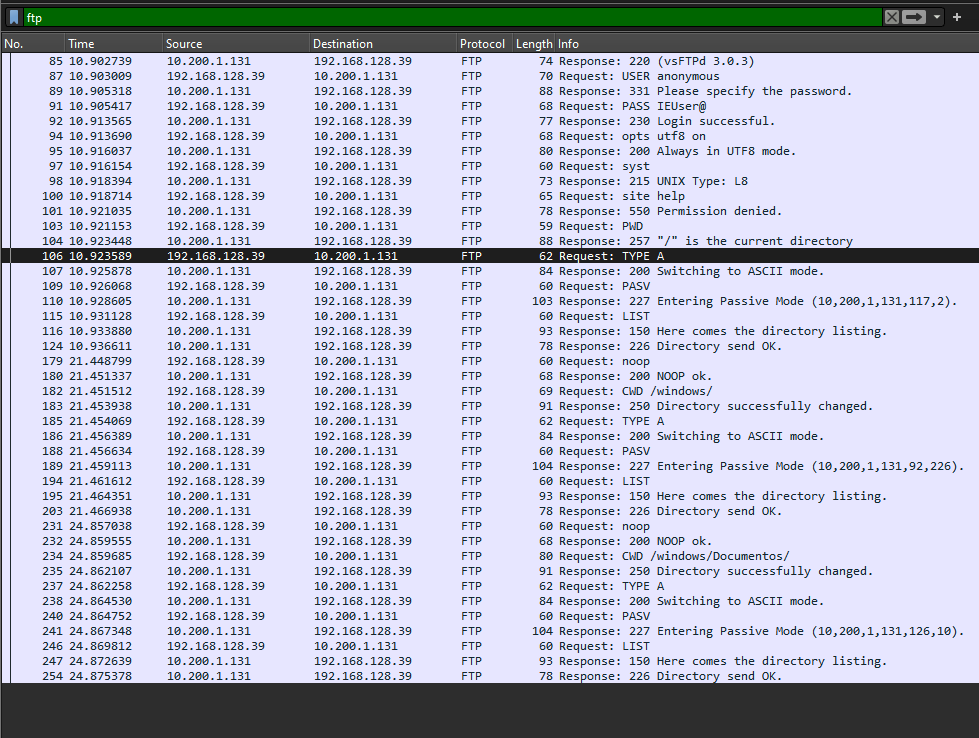 ftp
No. Time Source Destination Protocol Length Info
85 10.902739 10.200.1.131 192.168.128.39 FTP 74 Response: 220 (vsFTPd 3.0.3)
87 10.903009 192.168.128.39 10.200.1.131 FTP 70 Request: USER anonymous
89 10.905318 10.200.1.131 192.168.128.39 FTP 88 Response: 331 Please specify the password.
91 10.905417 192.168.128.39 10.200.1.131 FTP 68 Request: PASS IEUser@
92 10.913565 10.200.1.131 192.168.128.39 FTP 77 Response: 230 Login successful.
94 10.913690 192.168.128.39 10.200.1.131 FTP 68 Request: opts utf8 on
95 10.916037 10.200.1.131 192.168.128.39 FTP 80 Response: 200 Always in UTF8 mode.
97 10.916154 192.168.128.39 10.200.1.131 FTP 60 Request: syst
98 10.918394 10.200.1.131 192.168.128.39 FTP 73 Response: 215 UNIX Type: L8
100 10.918714 192.168.128.39 10.200.1.131 FTP 65 Request: site help
101 10.921035 10.200.1.131 192.168.128.39 FTP 78 Response: 550 Permission denied.
103 10.921153 192.168.128.39 10.200.1.131 FTP 59 Request: PWD
104 10.923448 10.200.1.131 192.168.128.39 FTP 88 Response: 257 "/" is the current directory
106 10.923589 192.168.128.39 10.200.1.131 FTP 62 Request: TYPE A
107 10.925878 10.200.1.131 192.168.128.39 FTP 84 Response: 200 Switching to ASCII mode.
109 10.926068 192.168.128.39 10.200.1.131 FTP 60 Request: PASV
110 10.928605 10.200.1.131 192.168.128.39 FTP 103 Response: 227 Entering Passive Mode (10,200,1,131,117,2).
115 10.931128 192.168.128.39 10.200.1.131 FTP 60 Request: LIST
116 10.933880 10.200.1.131 192.168.128.39 FTP 93 Response: 150 Here comes the directory listing.
124 10.936611 10.200.1.131 192.168.128.39 FTP 78 Response: 226 Directory send OK.
179 21.448799 192.168.128.39 10.200.1.131 FTP 60 Request: noop
180 21.451337 10.200.1.131 192.168.128.39 FTP 68 Response: 200 NOOP ok.
182 21.451512 192.168.128.39 10.200.1.131 FTP 69 Request: CWD /windows/
183 21.453938 10.200.1.131 192.168.128.39 FTP 91 Response: 250 Directory successfully changed.
185 21.454069 192.168.128.39 10.200.1.131 FTP 62 Request: TYPE A
186 21.456389 10.200.1.131 192.168.128.39 FTP 84 Response: 200 Switching to ASCII mode.
188 21.456634 192.168.128.39 10.200.1.131 FTP 60 Request: PASV
189 21.459113 10.200.1.131 192.168.128.39 FTP 104 Response: 227 Entering Passive Mode (10,200,1,131,92,226).
194 21.461612 192.168.128.39 10.200.1.131 FTP 60 Request: LIST
195 21.464351 10.200.1.131 192.168.128.39 FTP 93 Response: 150 Here comes the directory listing.
203 21.466938 10.200.1.131 192.168.128.39 FTP 78 Response: 226 Directory send OK.
231 24.857038 192.168.128.39 10.200.1.131 FTP 60 Request: noop
232 24.859555 10.200.1.131 192.168.128.39 FTP 68 Response: 200 NOOP ok.
234 24.859685 192.168.128.39 10.200.1.131 FTP 80 Request: CWD /windows/Documentos/
235 24.862107 10.200.1.131 192.168.128.39 FTP 91 Response: 250 Directory successfully changed.
237 24.862258 192.168.128.39 10.200.1.131 FTP 62 Request: TYPE A
238 24.864530 10.200.1.131 192.168.128.39 FTP 84 Response: 200 Switching to ASCII mode.
240 24.864752 192.168.128.39 10.200.1.131 FTP 60 Request: PASV
241 24.867348 10.200.1.131 192.168.128.39 FTP 104 Response: 227 Entering Passive Mode (10,200,1,131,126,10).
246 24.869812 192.168.128.39 10.200.1.131 FTP 60 Request: LIST
247 24.872639 10.200.1.131 192.168.128.39 FTP 93 Response: 150 Here comes the directory listing.
254 24.875378 10.200.1.131 192.168.128.39 FTP 78 Response: 226 Directory send OK.